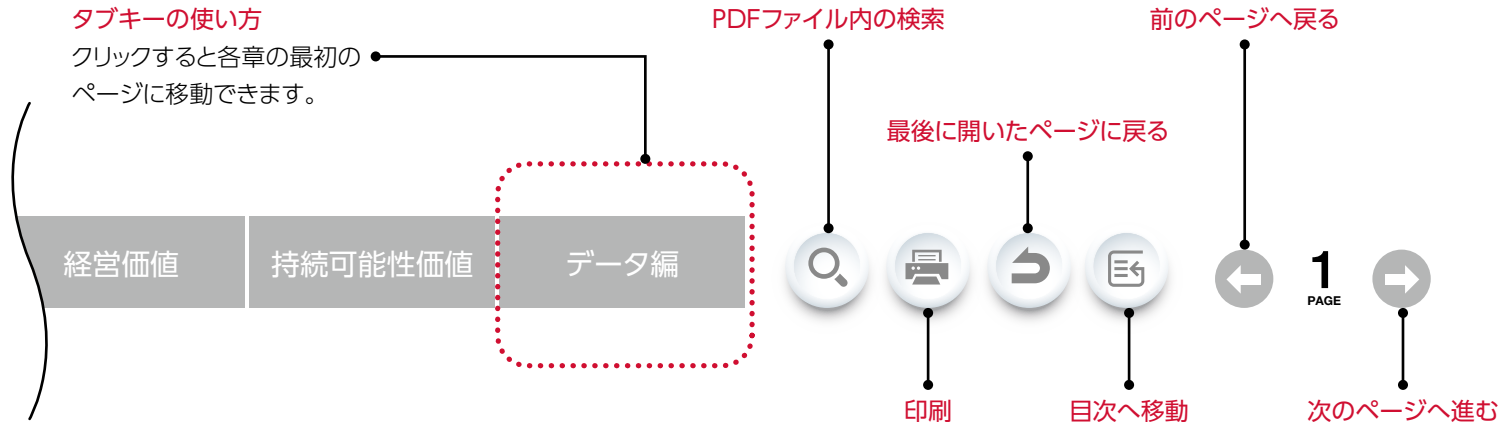 タブキーの使い方
クリックすると各章の最初の
ページに移動できます。
PDFファイル内の検索
前のページへ戻る
最後に開いたページに戻る
経営価値
持続可能性価値
データ編
1
PAGE
印刷
目次へ移動
次のページへ進む